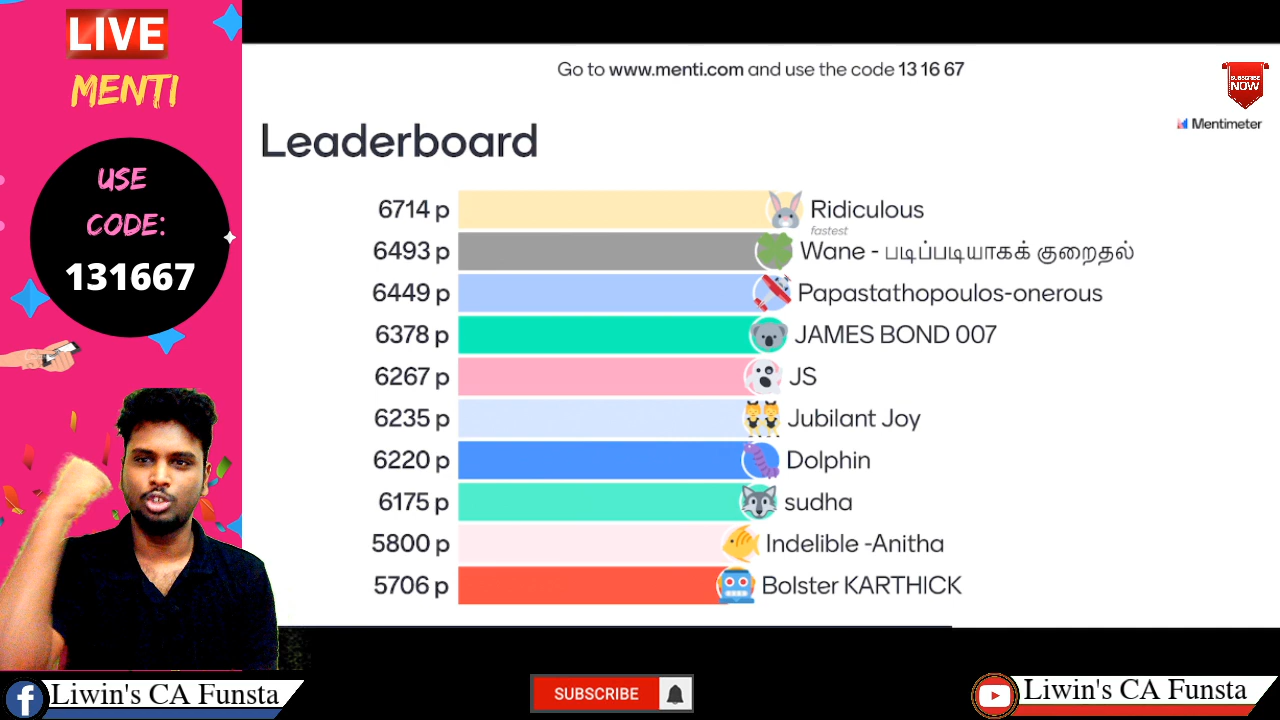 LIVE
MENTI
USE
CODE:
131667
Go to www.menti.com and use the code 13 16 67
SUBSCRIBE
NOW
Mentimeter
Leaderboard
6714 p Ridiculous
fastest
6493 p Wane - படிப்படியாகக் குறைதல்
6449 p Papastathopoulos-onerous
6378 p JAMES BOND 007
6267 p JS
6235 p Jubilant Joy
6220 p Dolphin
6175 p sudha
5800 p Indelible -Anitha
5706 p Bolster KARTHICK
Liwin's CA Funsta
SUBSCRIBE
Liwin's CA Funsta